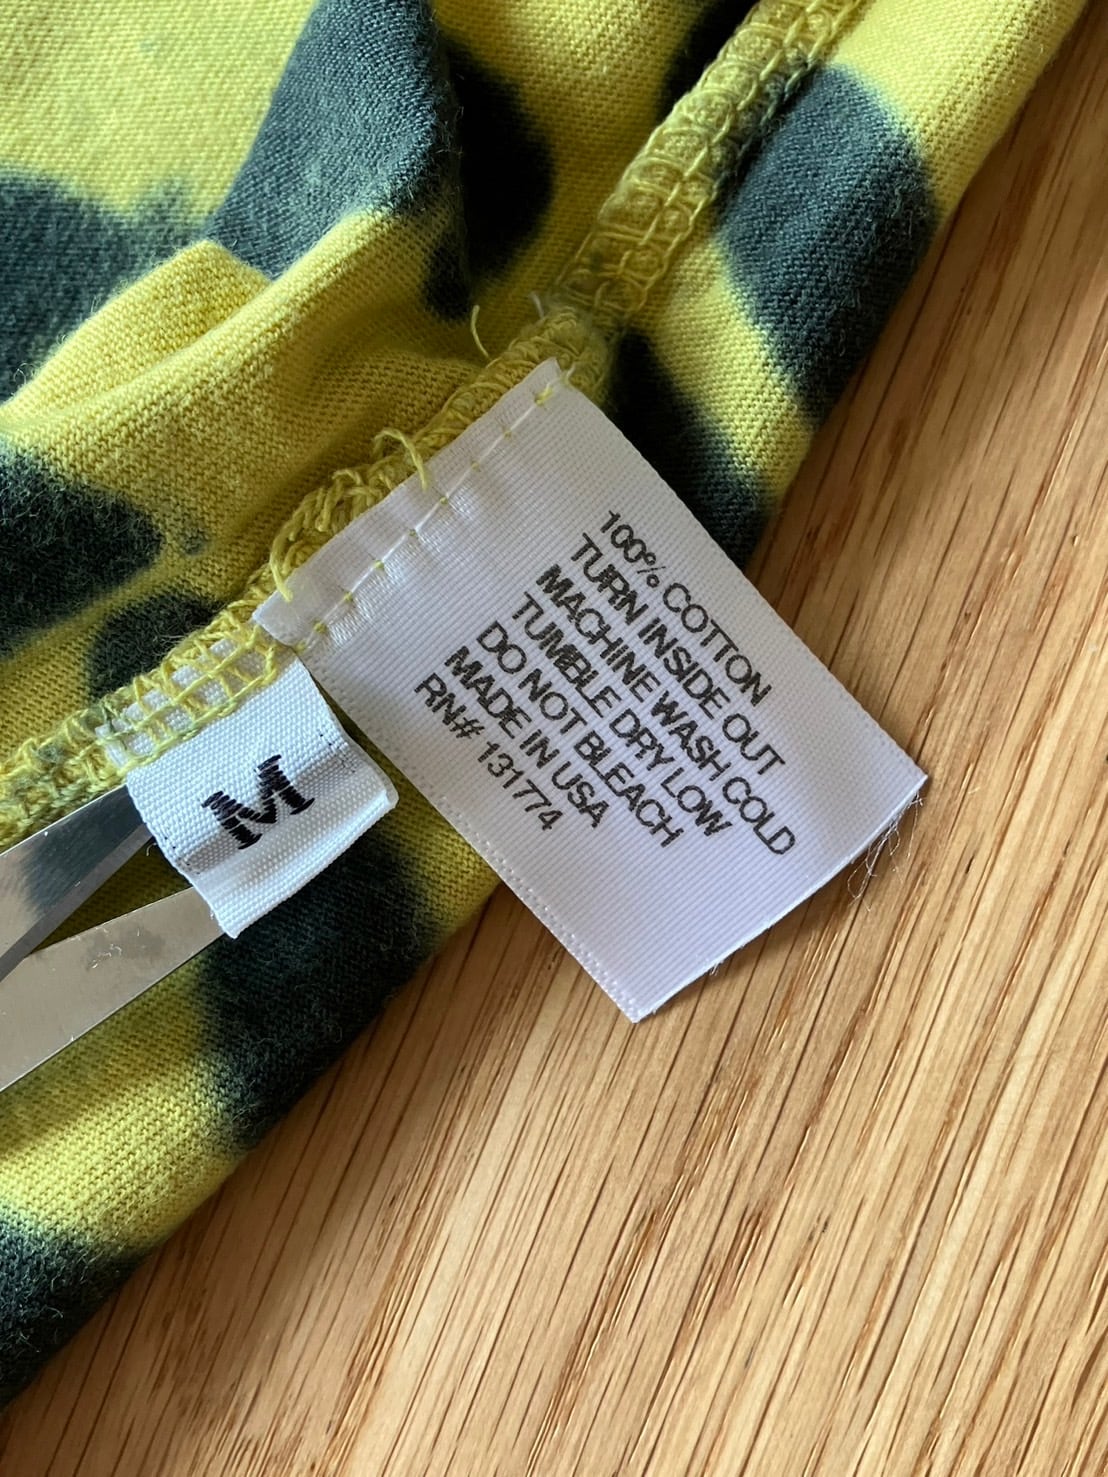 100% COTTON
TURN INSIDE OUT
MACHINE WASH COLD
TUMBLE DRY LOW
DO NOT BLEACH
MADE IN USA
RN# 131774
M